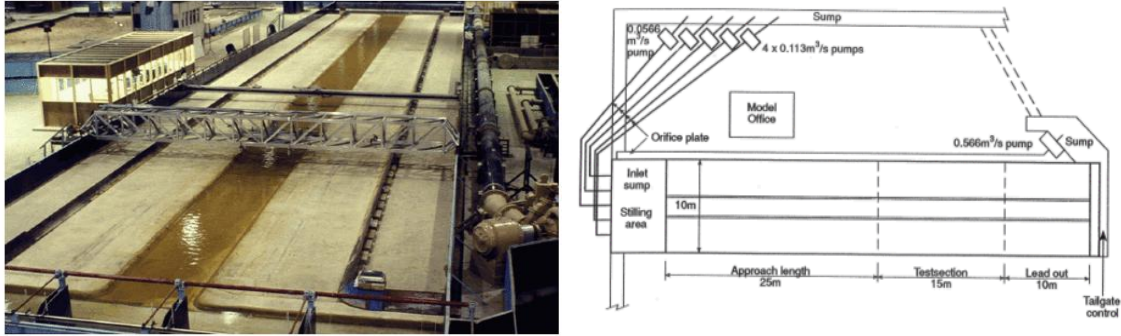 Sump
0.0566
m³/s
pump
4 x 0.113m³/s pumps
Model
Office
Orifice plate
0.566m³/s pump
Sump
Inlet
sump
Stilling
area
10m
Approach length
25m
Testsection
15m
Lead out
10m
Tailgate
control